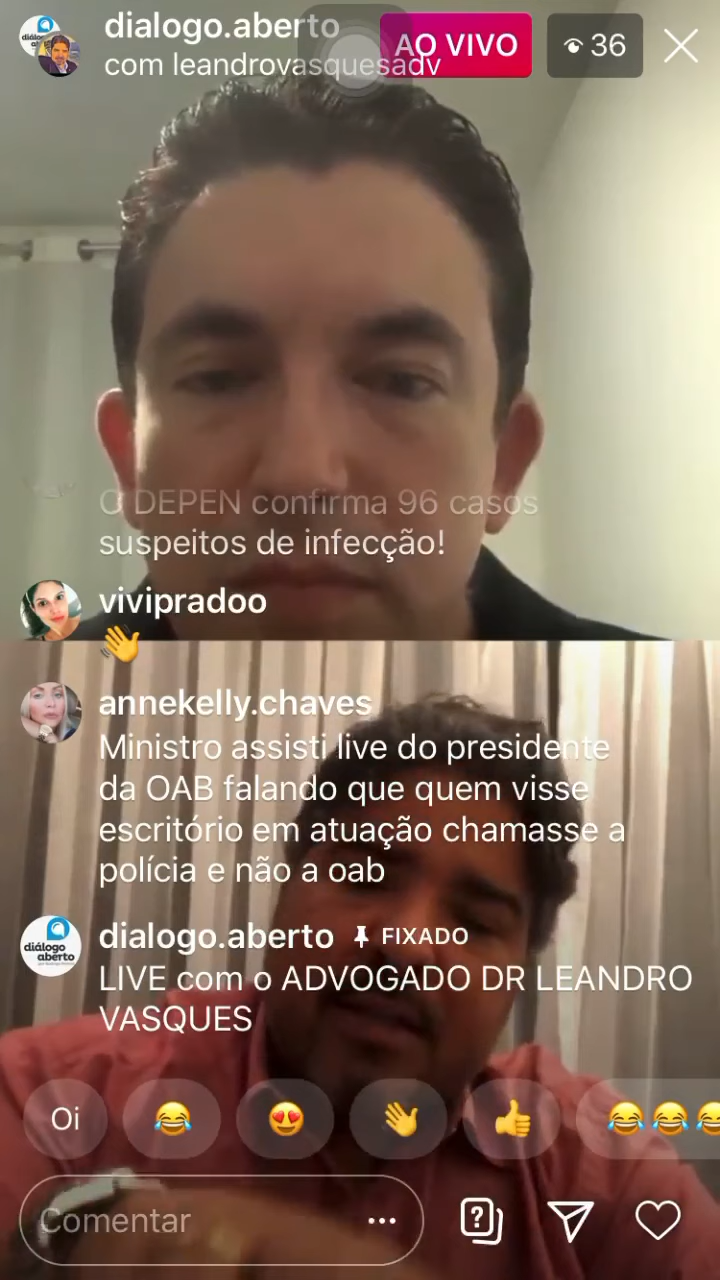 dialogo.aberto
com leandrovasquesadv
AO VIVO
36
O DEPEN confirma 96 casos
suspeitos de infecção!
vivipradoo
annekelly.chaves
Ministro assisti live do presidente
da OAB falando que quem visse
escritório em atuação chamasse a
polícia e não a oab
diálogo
aberto
dialogo.aberto FIXADO
LIVE com o ADVOGADO DR LEANDRO
VASQUES
Oi
Comentar